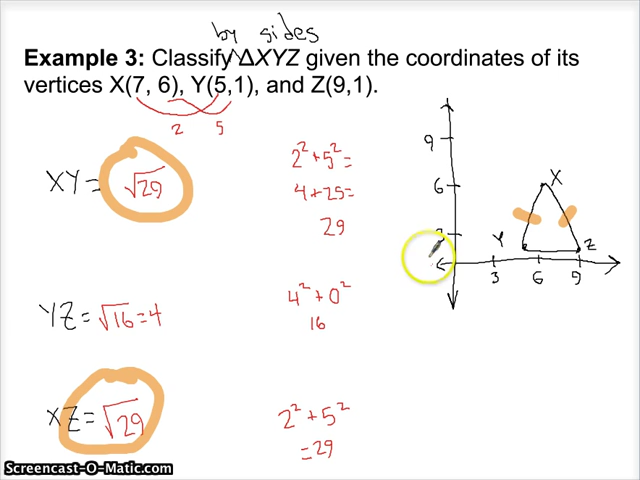 by sides
Example 3: Classify ΔXYZ given the coordinates of its
vertices X(7, 6), Y(5,1), and Z(9,1).
2 5
XY = √29
2² + 5² =
4 + 25 =
29
YZ = √16 = 4
4² + 0²
16
XZ = √29
2² + 5²
= 29
9
6
3
X
Y
Z
3 6 9
Screencast-O-Matic.com